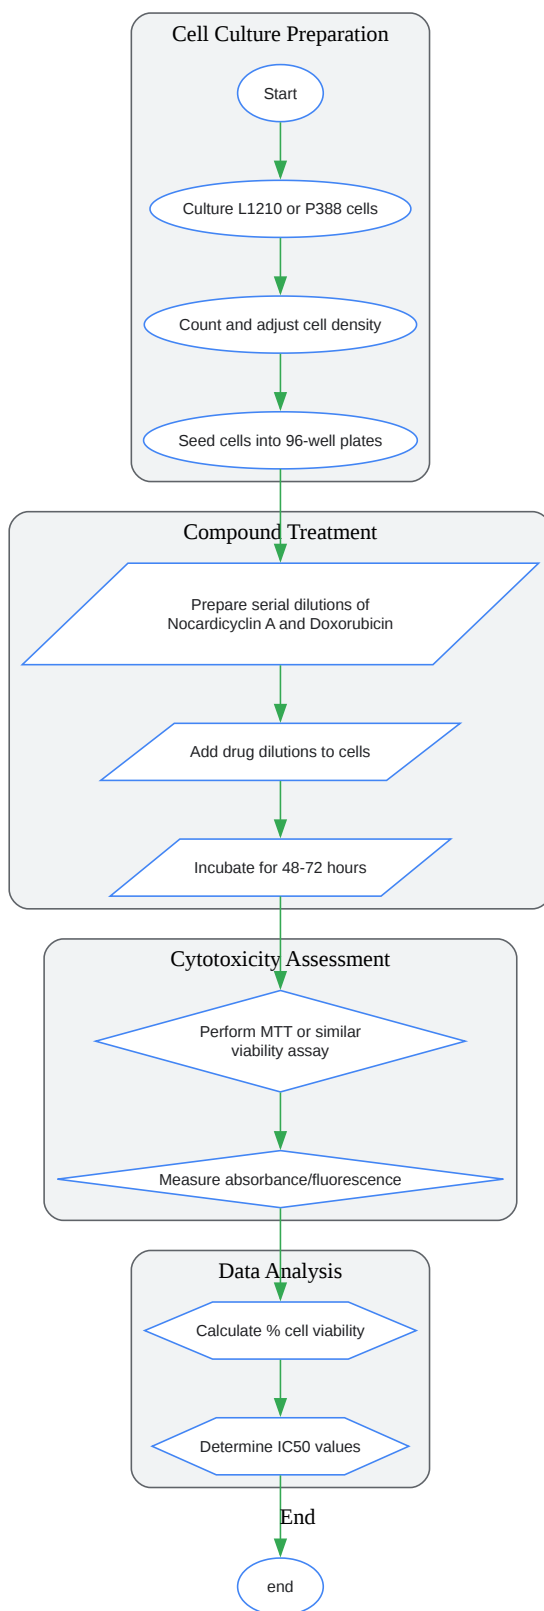 Cell Culture Preparation
Start
Culture L1210 or P388 cells
Count and adjust cell density
Seed cells into 96-well plates
Compound Treatment
Prepare serial dilutions of
Nocardicyclin A and Doxorubicin
Add drug dilutions to cells
Incubate for 48-72 hours
Cytotoxicity Assessment
Perform MTT or similar
viability assay
Measure absorbance/fluorescence
Data Analysis
Calculate % cell viability
Determine IC50 values
End
end